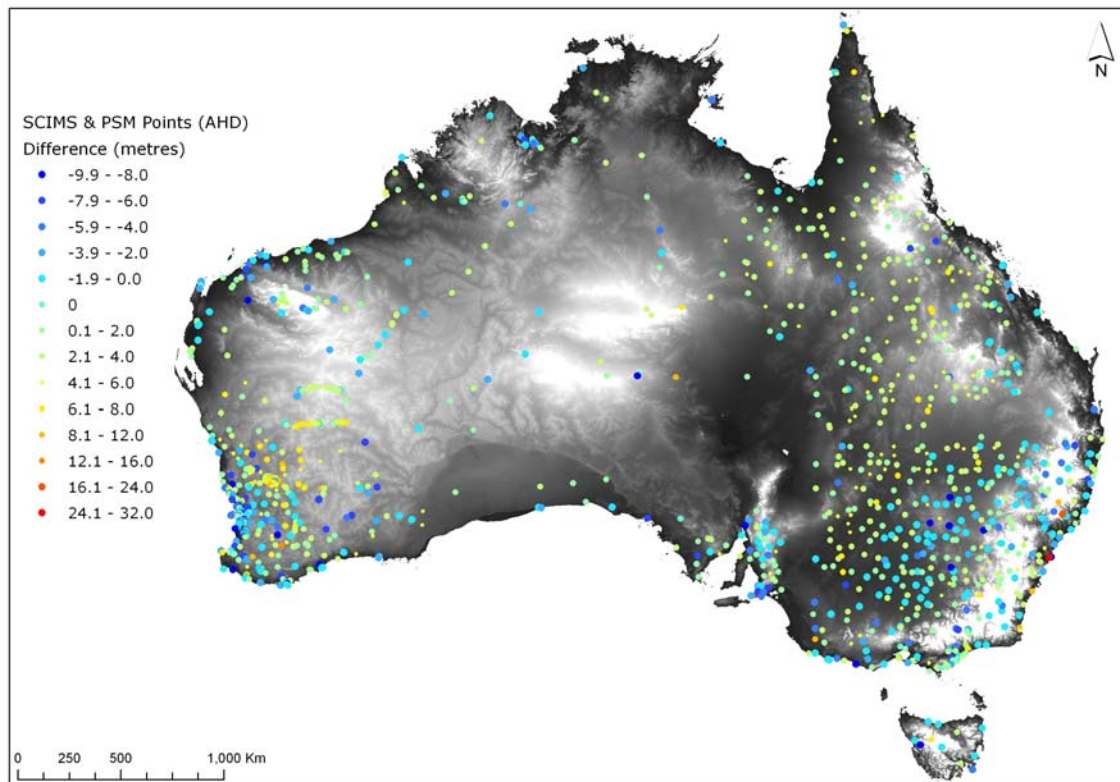 N
SCIMS & PSM Points (AHD)
Difference (metres)
-9.9 - -8.0
-7.9 - -6.0
-5.9 - -4.0
-3.9 - -2.0
-1.9 - 0.0
0
0.1 - 2.0
2.1 - 4.0
4.1 - 6.0
6.1 - 8.0
8.1 - 12.0
12.1 - 16.0
16.1 - 24.0
24.1 - 32.0
0 250 500 1,000 Km